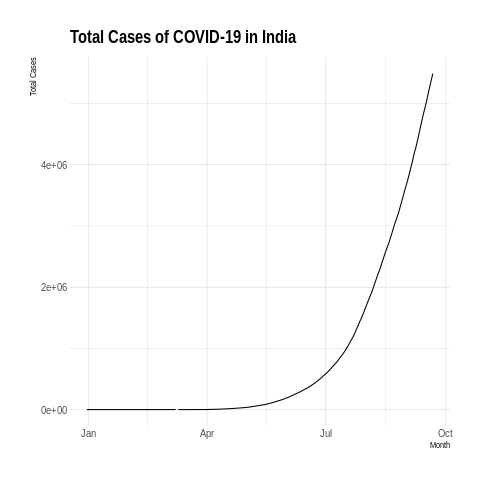 Total Cases of COVID-19 in India
Total Cases
4e+06
2e+06
0e+00
Jan Apr Jul Oct
Month